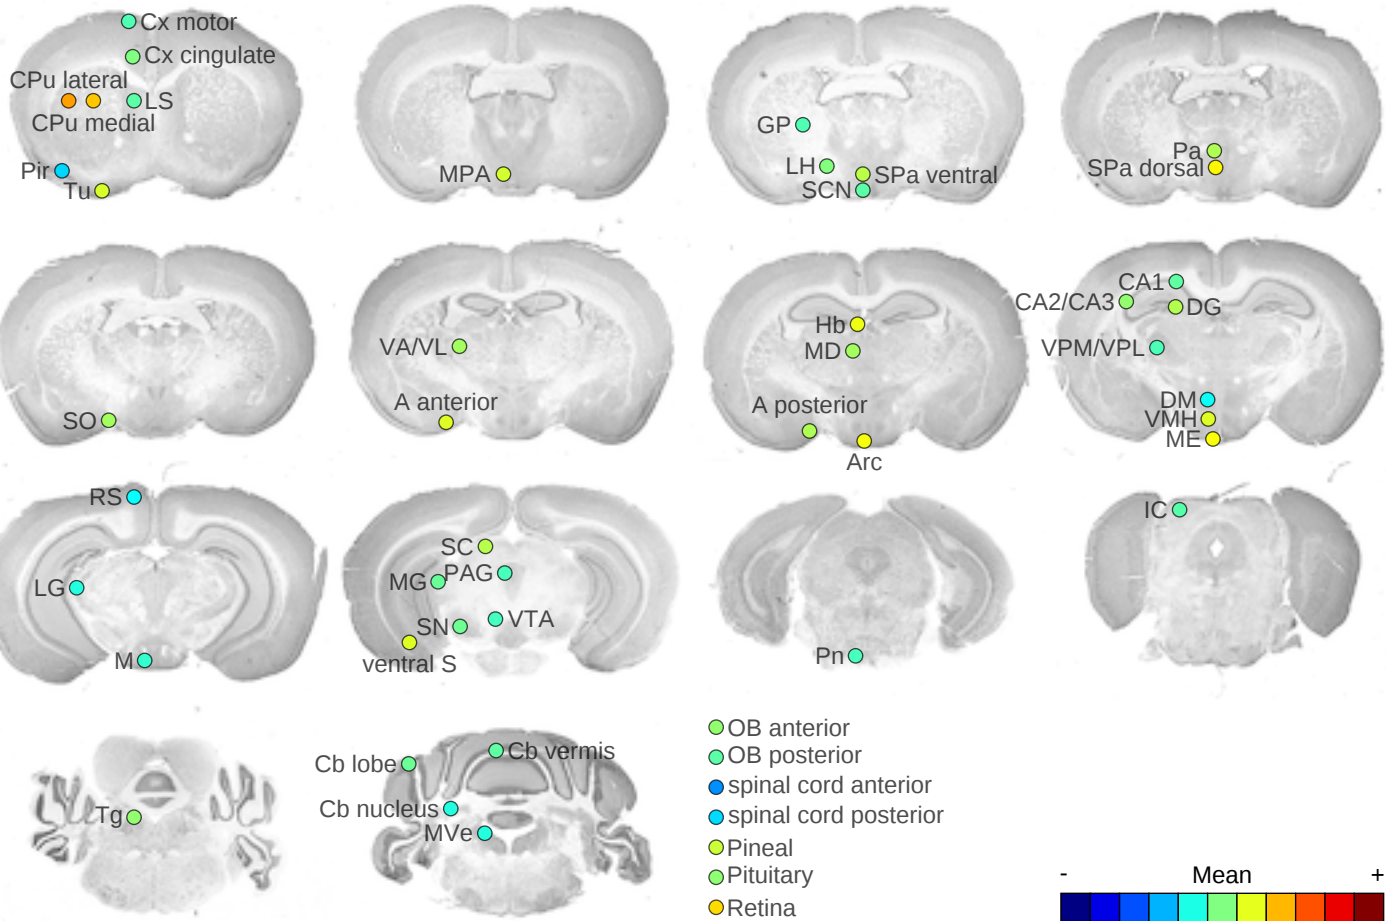 Cx motor
Cx cingulate
CPu lateral
LS
CPu medial
Pir
Tu
MPA
GP
LH
SPa ventral
SCN
Pa
SPa dorsal
SO
VA/VL
A anterior
Hb
MD
A posterior
Arc
CA1
CA2/CA3
DG
VPM/VPL
DM
VMH
ME
RS
LG
M
SC
MG
PAG
SN
VTA
ventral S
Pn
IC
Tg
Cb lobe
Cb vermis
Cb nucleus
MVe
OB anterior
OB posterior
spinal cord anterior
spinal cord posterior
Pineal
Pituitary
Retina
- Mean +